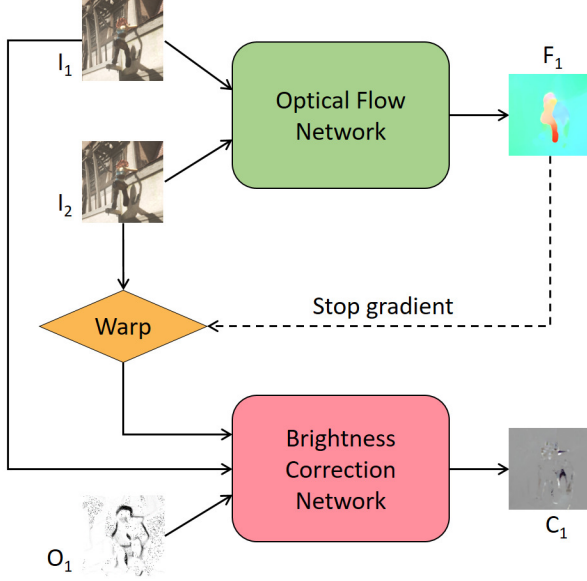 I₁
F₁
Optical Flow
Network
I₂
Stop gradient
Warp
Brightness
Correction
Network
O₁
C₁